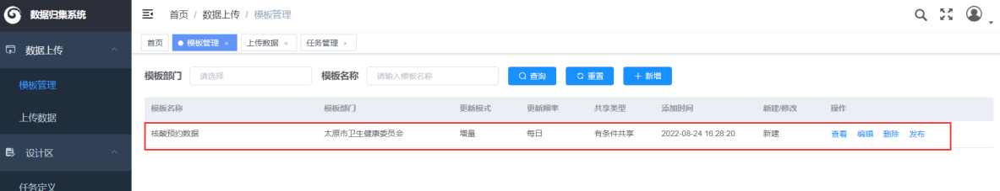 数据归集系统
首页 / 数据上传 / 模板管理
首页 模板管理 × 上传数据 × 任务管理 ×
数据上传
模板管理
上传数据
设计区
任务定义
模板部门 请选择 模板名称 请输入模板名称 查询 重置 新增
模板名称 模板部门 更新模式 更新频率 共享类型 添加时间 新建/修改 操作
核酸预约数据 太原市卫生健康委员会 增量 每日 有条件共享 2022-08-24 16:28:20 新建 查看 编辑 删除 发布